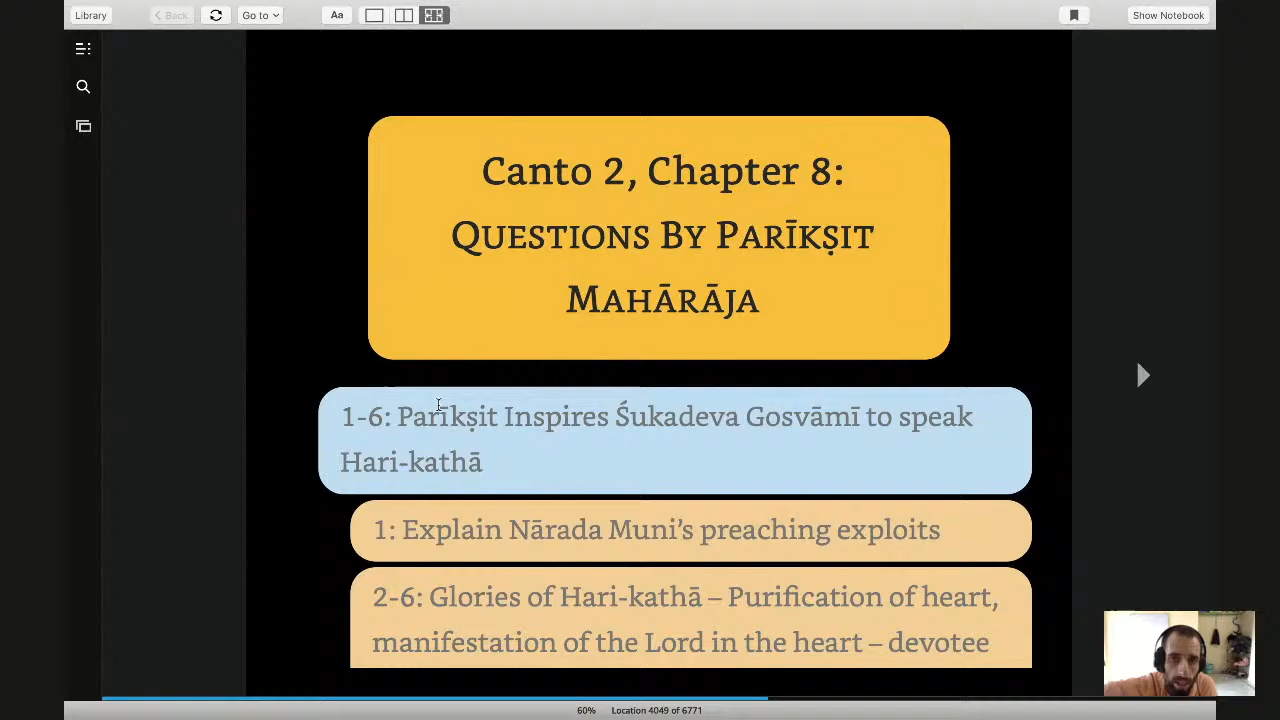 Library
Back
Go to
Aa
Show Notebook
Canto 2, Chapter 8:
Questions By Parīkṣit
Mahārāja
1-6: Parīkṣit Inspires Śukadeva Gosvāmī to speak
Hari-kathā
1: Explain Nārada Muni’s preaching exploits
2-6: Glories of Hari-kathā – Purification of heart,
manifestation of the Lord in the heart – devotee
60% Location 4049 of 6771